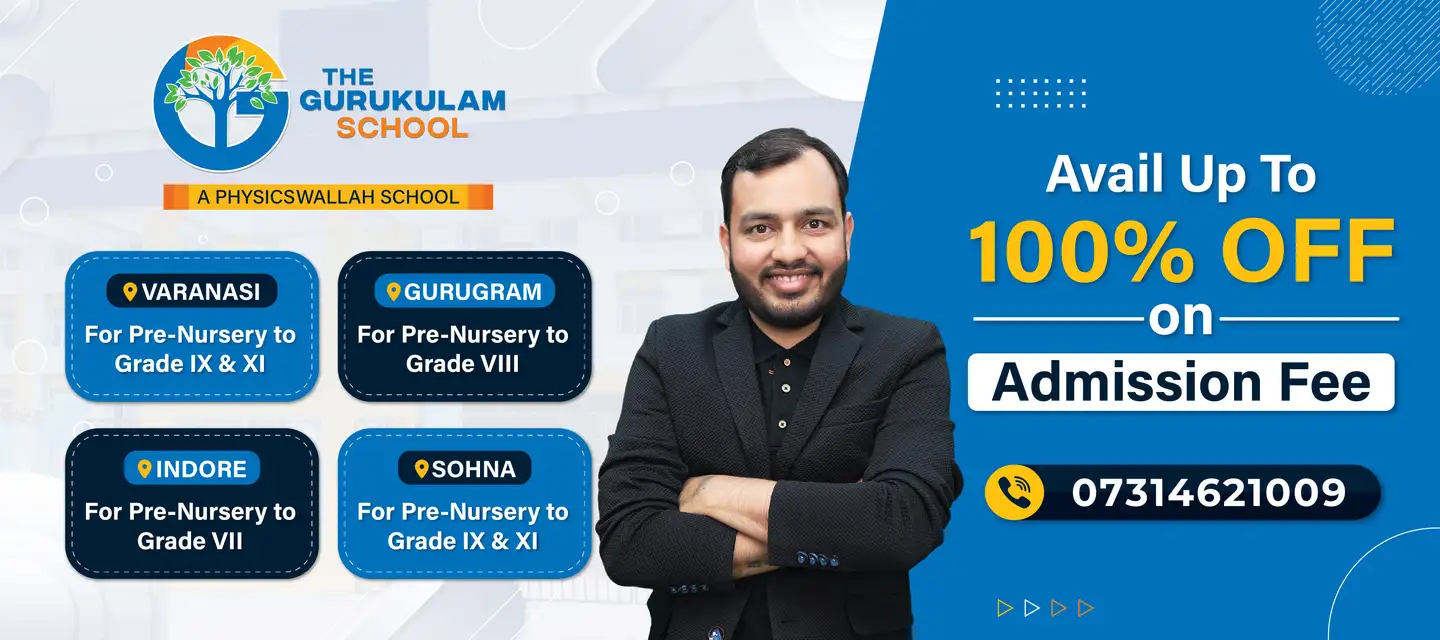 THE
GURUKULAM
SCHOOL
A PHYSICSWALLAH SCHOOL
VARANASI
For Pre-Nursery to
Grade IX & XI
GURUGRAM
For Pre-Nursery to
Grade VIII
INDORE
For Pre-Nursery to
Grade VII
SOHNA
For Pre-Nursery to
Grade IX & XI
Avail Up To
100% OFF
on
Admission Fee
07314621009